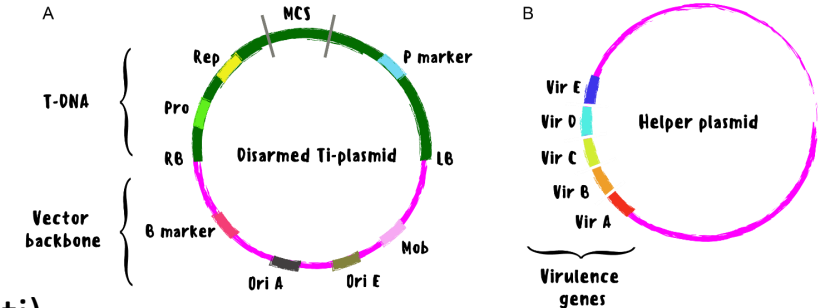 A
MCS
Rep
P marker
T-DNA
Pro
Disarmed Ti-plasmid
RB
LB
Vector
backbone
B marker
Mob
Ori A
Ori E
B
Vir E
Vir D
Helper plasmid
Vir C
Vir B
Vir A
Virulence
genes